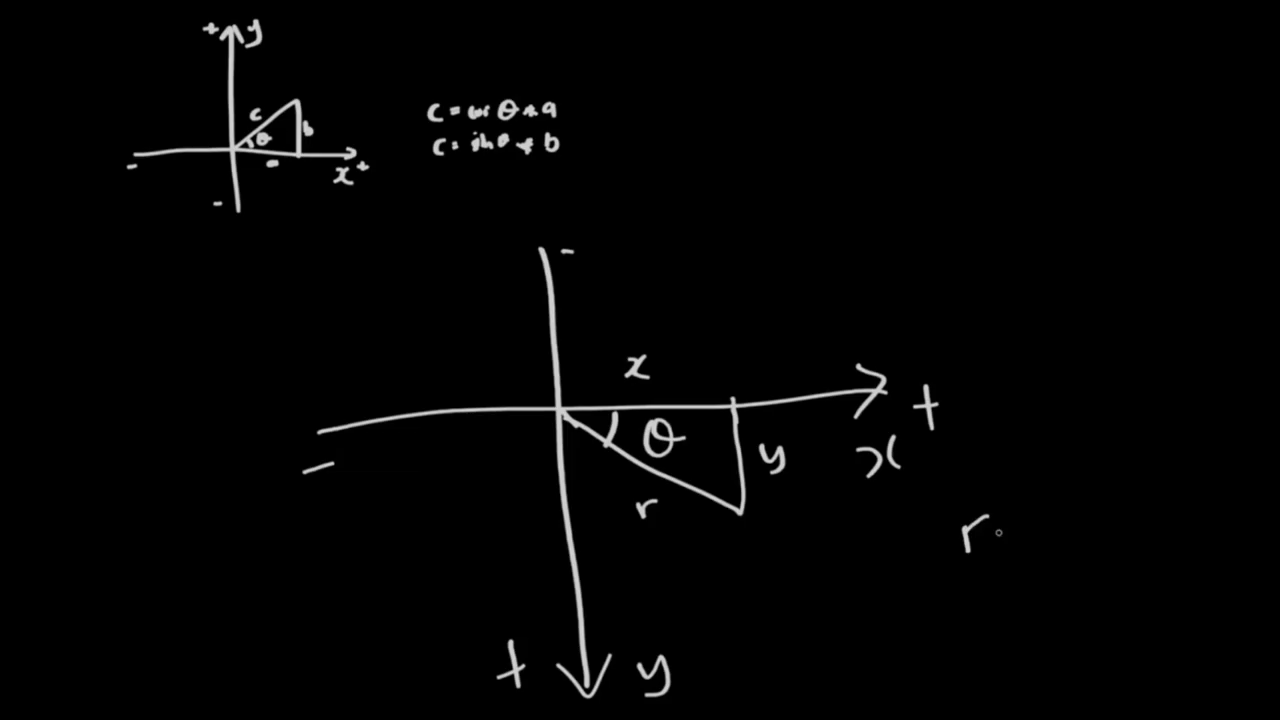 + y
c = cos θ * a
c = sin θ * b
c
b
θ
-
x +
-
-
x
+
θ
y
x
-
r
r
+ y